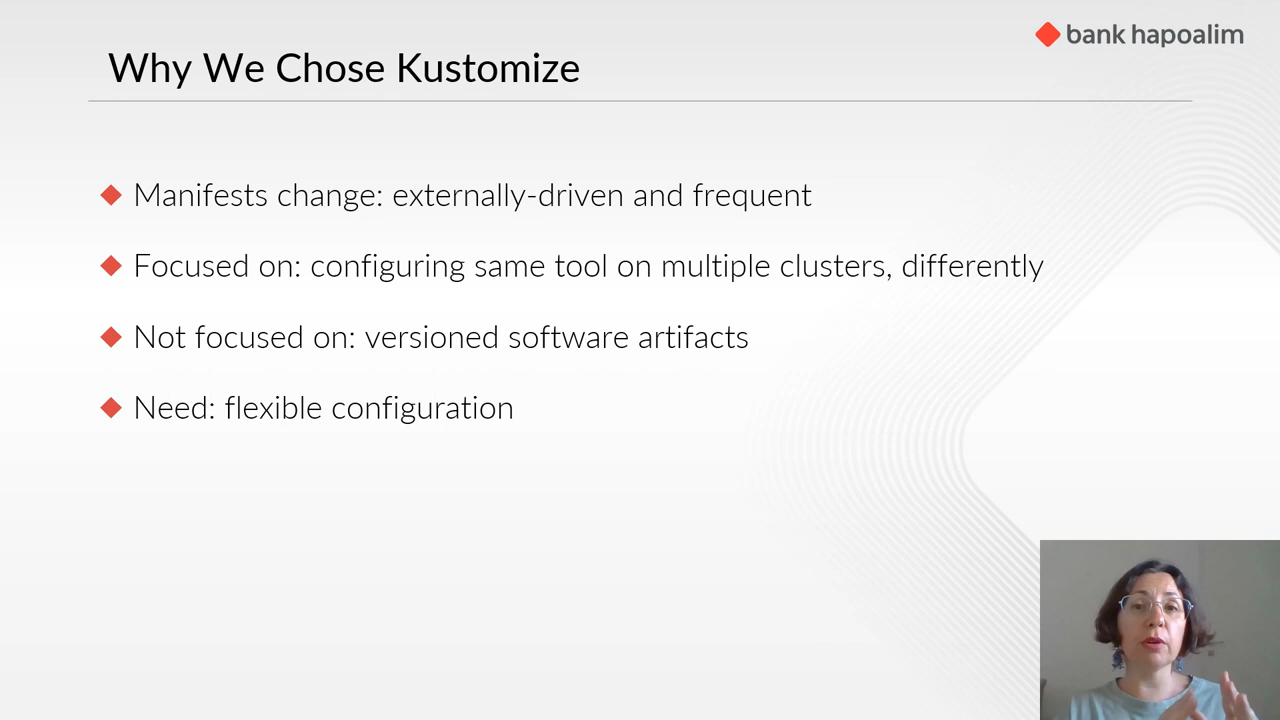 bank hapoalim
Why We Chose Kustomize
Manifests change: externally-driven and frequent
Focused on: configuring same tool on multiple clusters, differently
Not focused on: versioned software artifacts
Need: flexible configuration